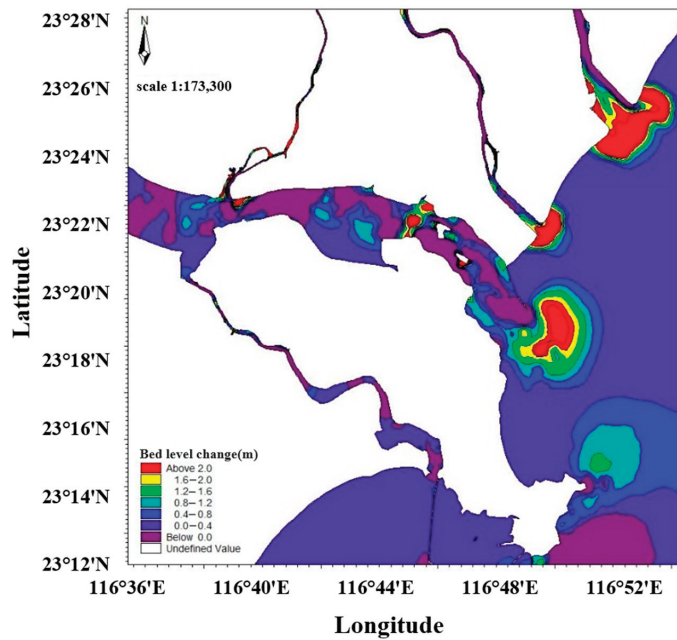 23°28′N
N
scale 1:173,300
23°26′N
23°24′N
23°22′N
23°20′N
23°18′N
23°16′N
23°14′N
23°12′N
Latitude
Bed level change(m)
Above 2.0
1.6–2.0
1.2–1.6
0.8–1.2
0.4–0.8
0.0–0.4
Below 0.0
Undefined Value
116°36′E 116°40′E 116°44′E 116°48′E 116°52′E
Longitude